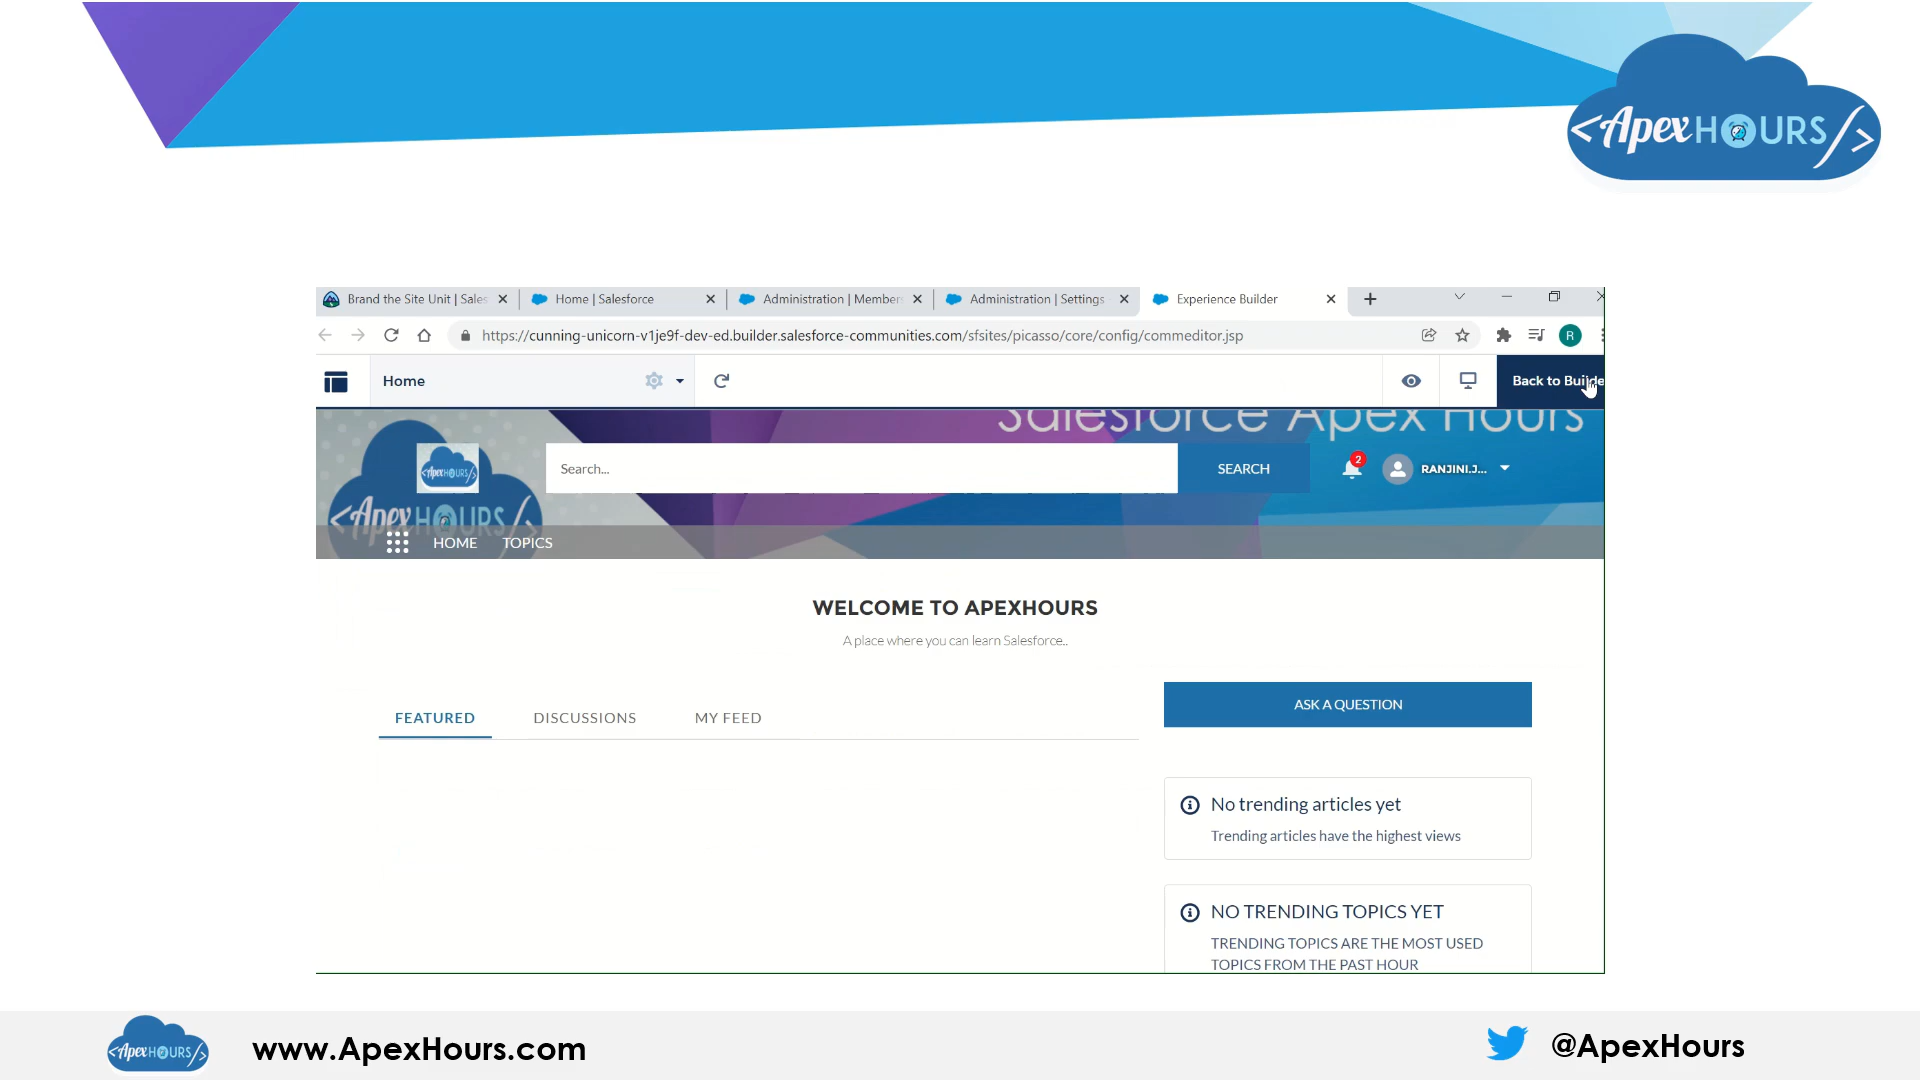 <ApexHOURS/>
Brand the Site Unit | Sales
Home | Salesforce
Administration | Member
Administration | Settings
Experience Builder
https://cunning-unicorn-v1je9f-dev-ed.builder.salesforce-communities.com/sfsites/picasso/core/config/commeditor.jsp
R
Home
Back to Builde
Salesforce Apex Hours
<ApexHOURS/>
Search...
SEARCH
2
RANJINI.J...
<ApexHOURS/>
HOME
TOPICS
WELCOME TO APEXHOURS
A place where you can learn Salesforce..
FEATURED
DISCUSSIONS
MY FEED
ASK A QUESTION
No trending articles yet
Trending articles have the highest views
NO TRENDING TOPICS YET
TRENDING TOPICS ARE THE MOST USED
TOPICS FROM THE PAST HOUR
<ApexHOURS/>
www.ApexHours.com
@ApexHours